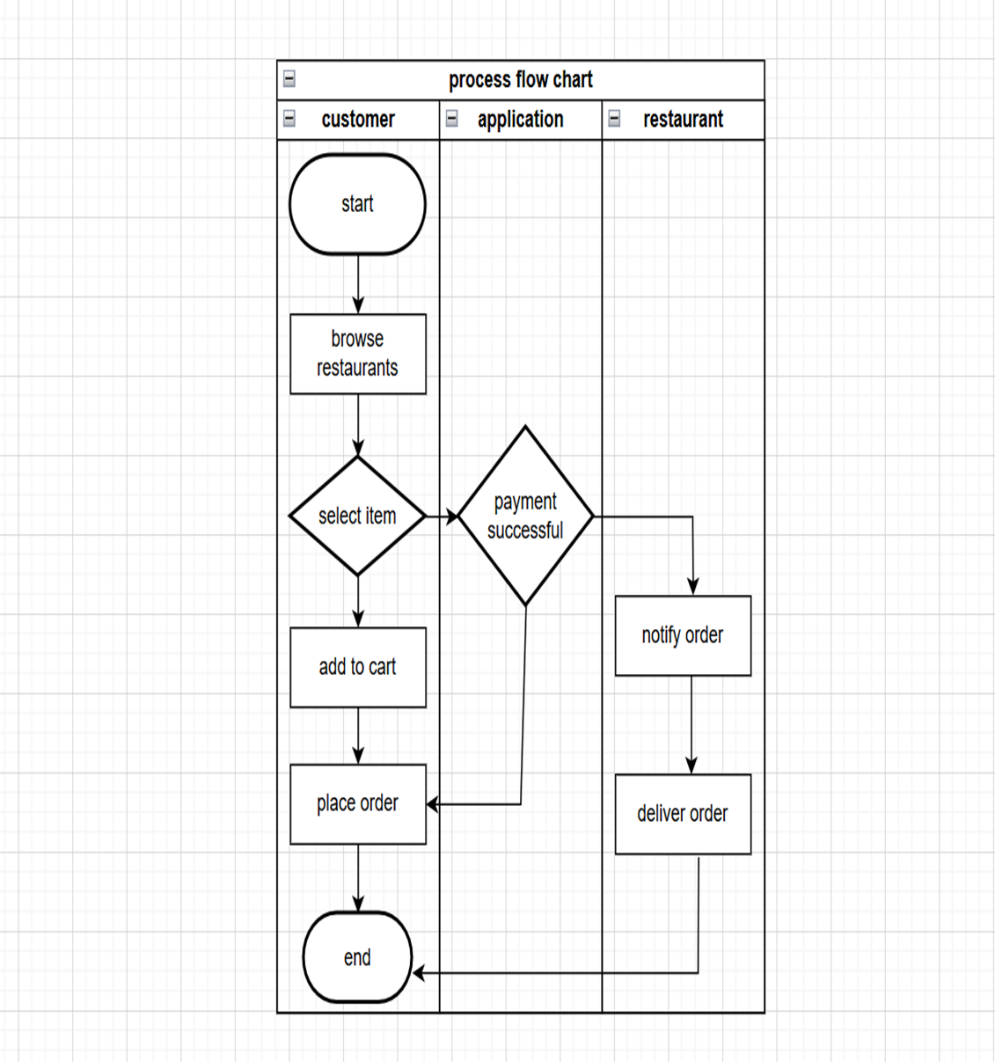 process flow chart
customer
application
restaurant
start
browse
restaurants
select item
payment
successful
add to cart
notify order
place order
deliver order
end